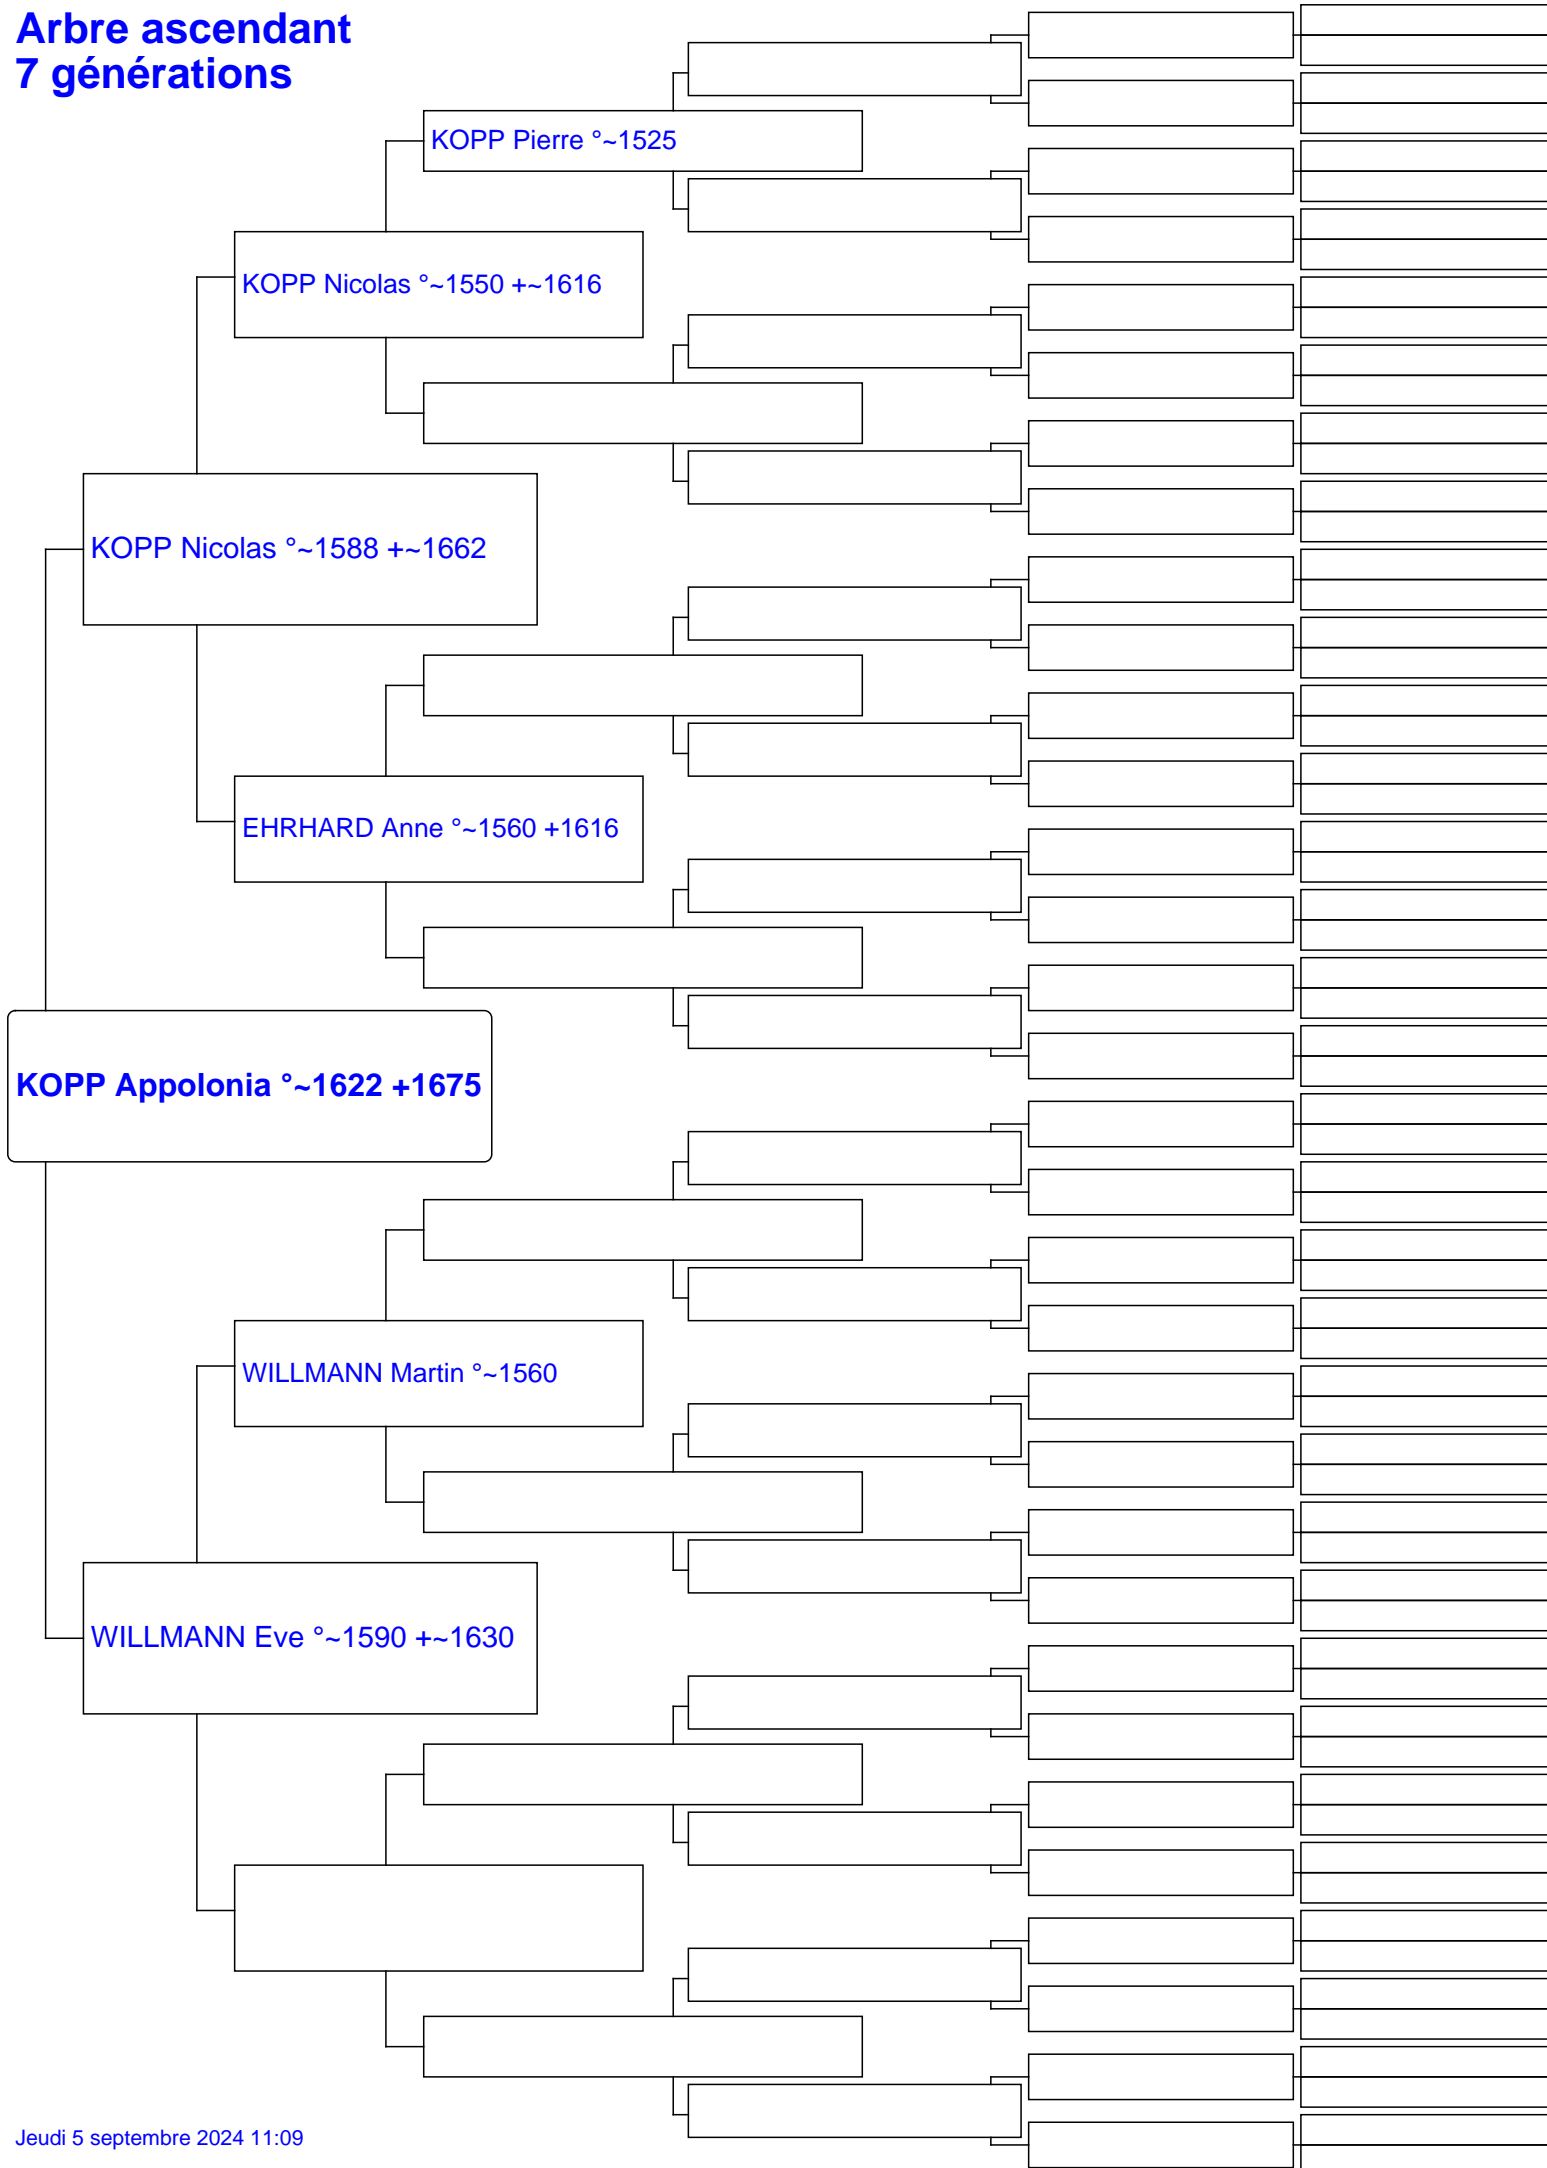 Arbre ascendant
7 générations
KOPP Pierre °~1525
KOPP Nicolas °~1550 +~1616
KOPP Nicolas °~1588 +~1662
EHRHARD Anne °~1560 +1616
KOPP Appolonia °~1622 +1675
WILLMANN Martin °~1560
WILLMANN Eve °~1590 +~1630
Jeudi 5 septembre 2024 11:09